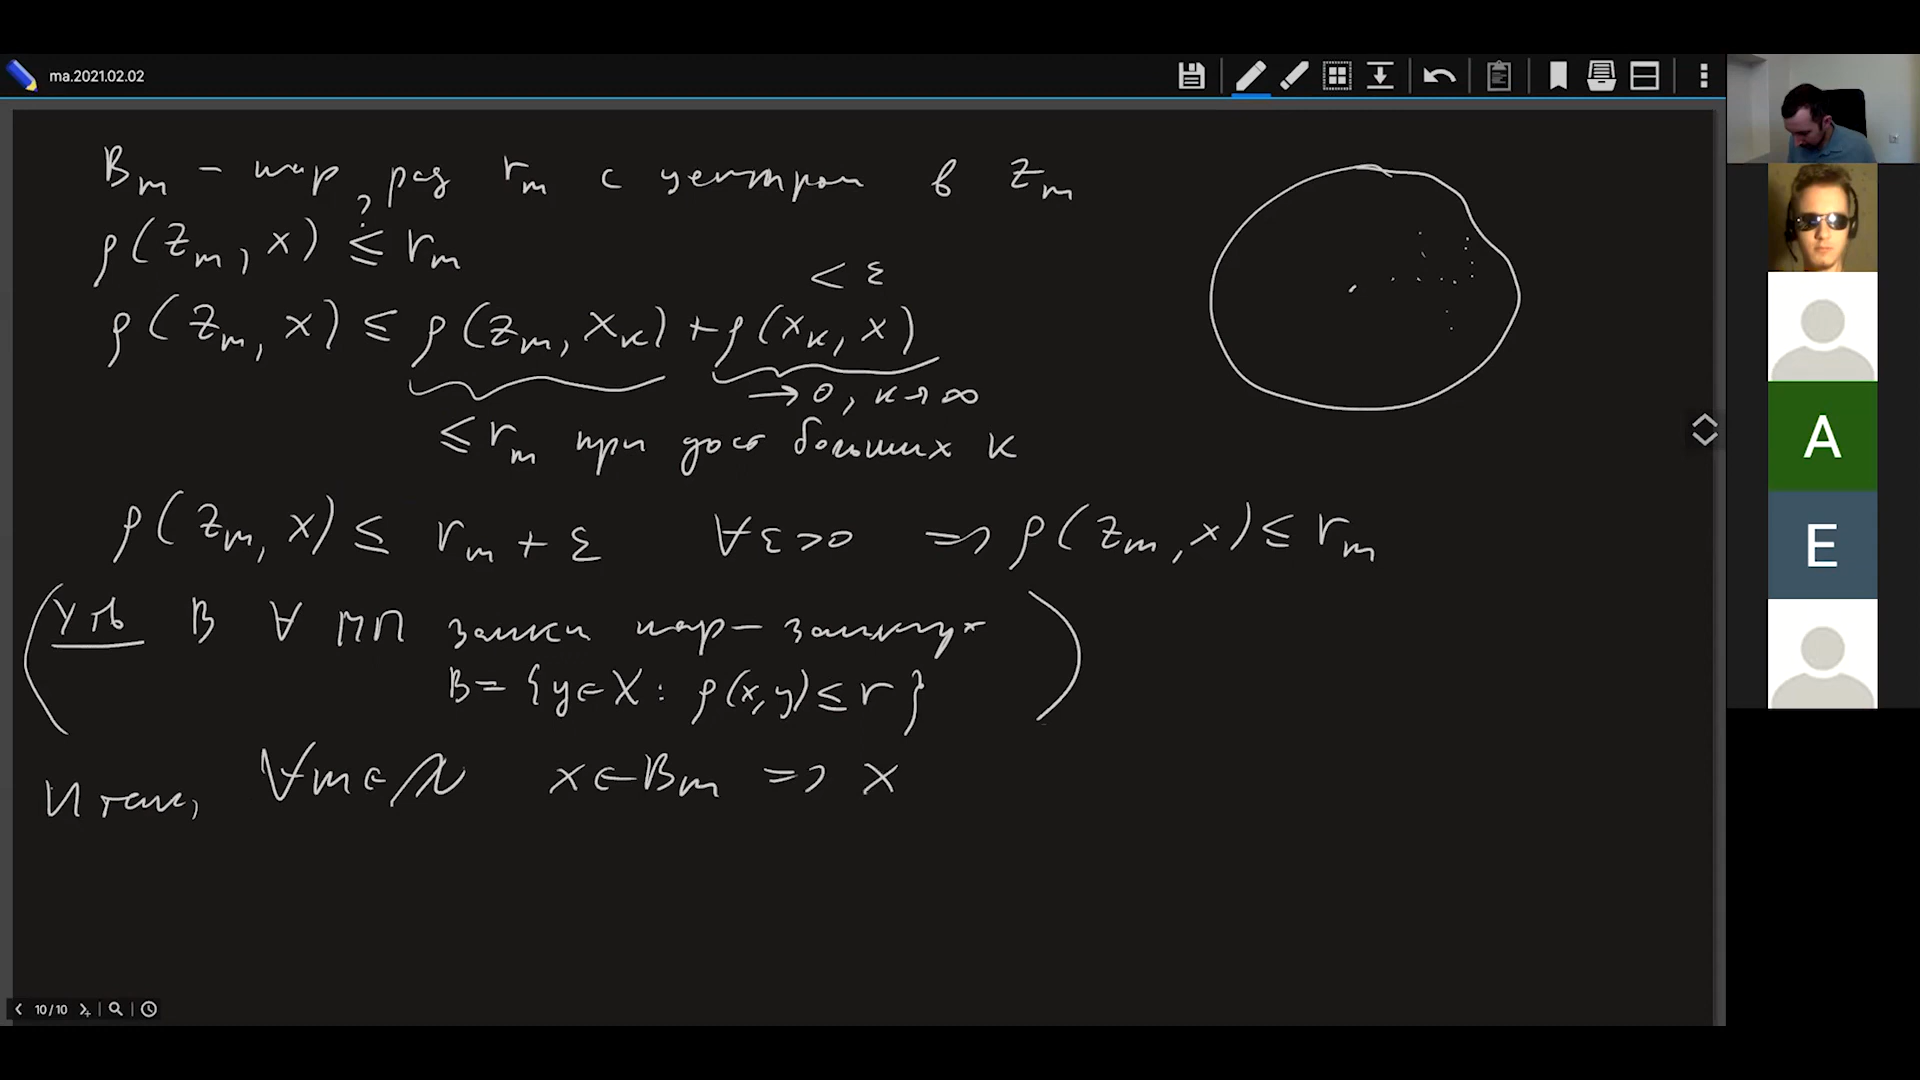 ma.2021.02.02
B_m – шар, рад r_m с центром в z_m
?
ρ(z_m, x) ≤ r_m
< ε
ρ(z_m, x) ≤ ρ(z_m, x_k) + ρ(x_k, x)
→ 0, k → ∞
≤ r_m при дост больших k
ρ(z_m, x) ≤ r_m + ε ∀ε>0 => ρ(z_m, x) ≤ r_m
(Утв В ∀ МП замкн шар – замкнут
B = {y ∈ X : ρ(x,y) ≤ r})
Итак, ∀m ∈ N x ∈ B_m => x
A
E
10/10